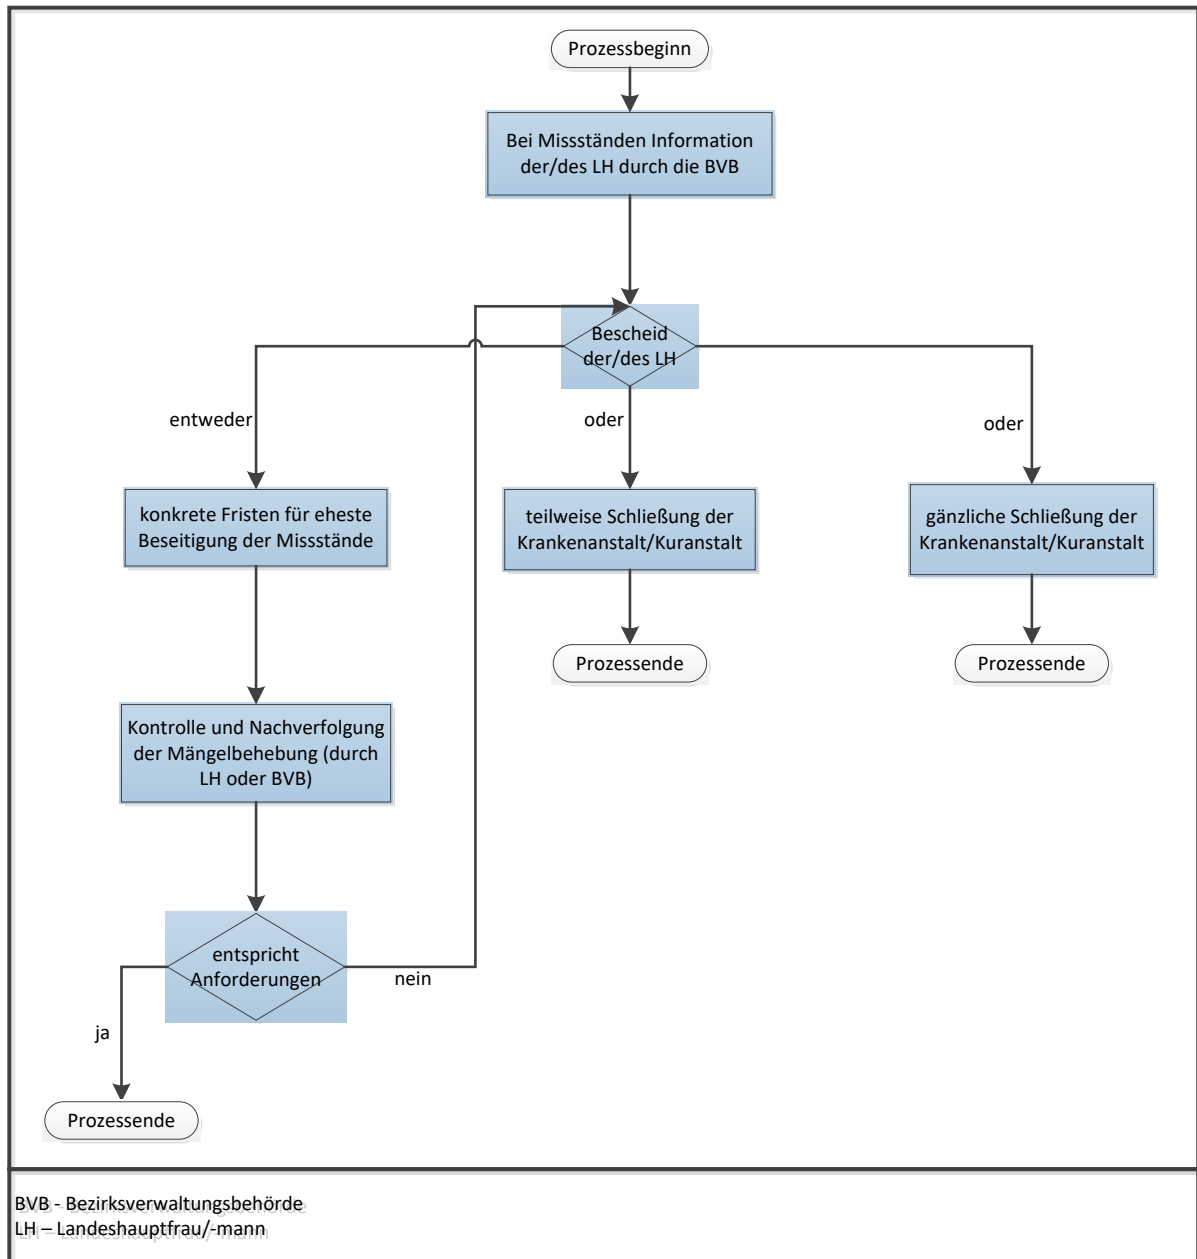 Prozessbeginn
Bei Missständen Information
der/des LH durch die BVB
Bescheid
der/des LH
entweder
oder
oder
konkrete Fristen für eheste
Beseitigung der Missstände
teilweise Schließung der
Krankenanstalt/Kuranstalt
gänzliche Schließung der
Krankenanstalt/Kuranstalt
Prozessende
Prozessende
Kontrolle und Nachverfolgung
der Mängelbehebung (durch
LH oder BVB)
entspricht
Anforderungen
nein
ja
Prozessende
BVB - Bezirksverwaltungsbehörde
LH – Landeshauptfrau/-mann